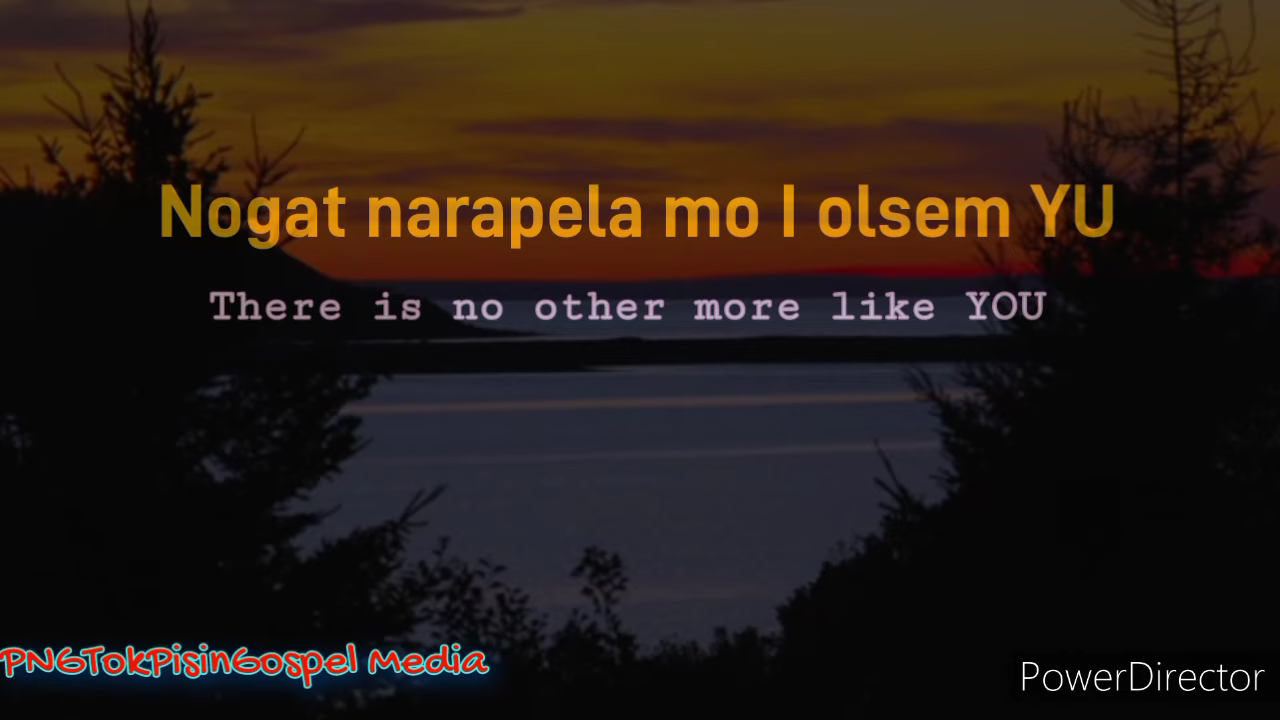 Nogat narapela mo I olsem YU
There is no other more like YOU
PNGTokPisinGospel Media
PowerDirector